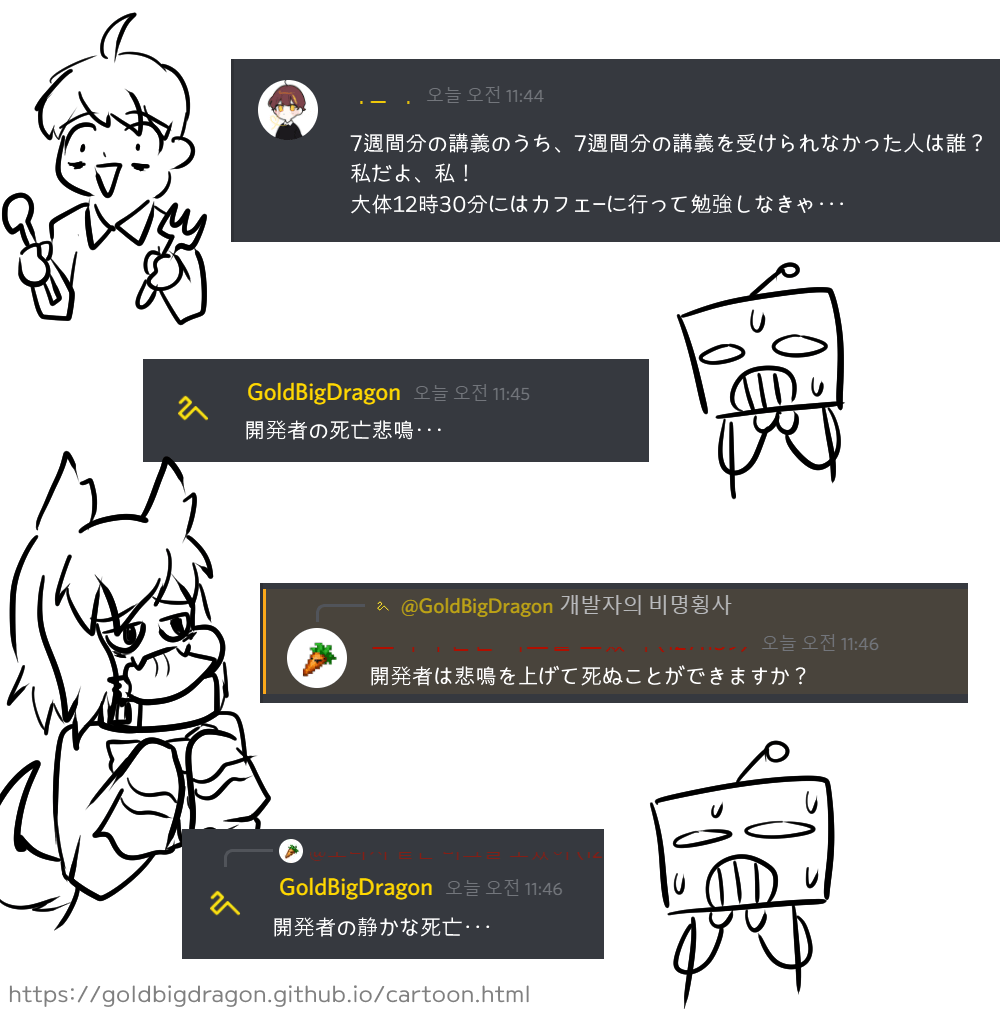 오늘 오전 11:44
7週間分の講義のうち、7週間分の講義を受けられなかった人は誰？
私だよ、私！
大体12時30分にはカフェーに行って勉強しなきゃ･･･
GoldBigDragon 오늘 오전 11:45
開発者の死亡悲鳴･･･
@GoldBigDragon 개발자의 비명횡사
오늘 오전 11:46
開発者は悲鳴を上げて死ぬことができますか？
GoldBigDragon 오늘 오전 11:46
開発者の静かな死亡･･･
https://goldbigdragon.github.io/cartoon.html